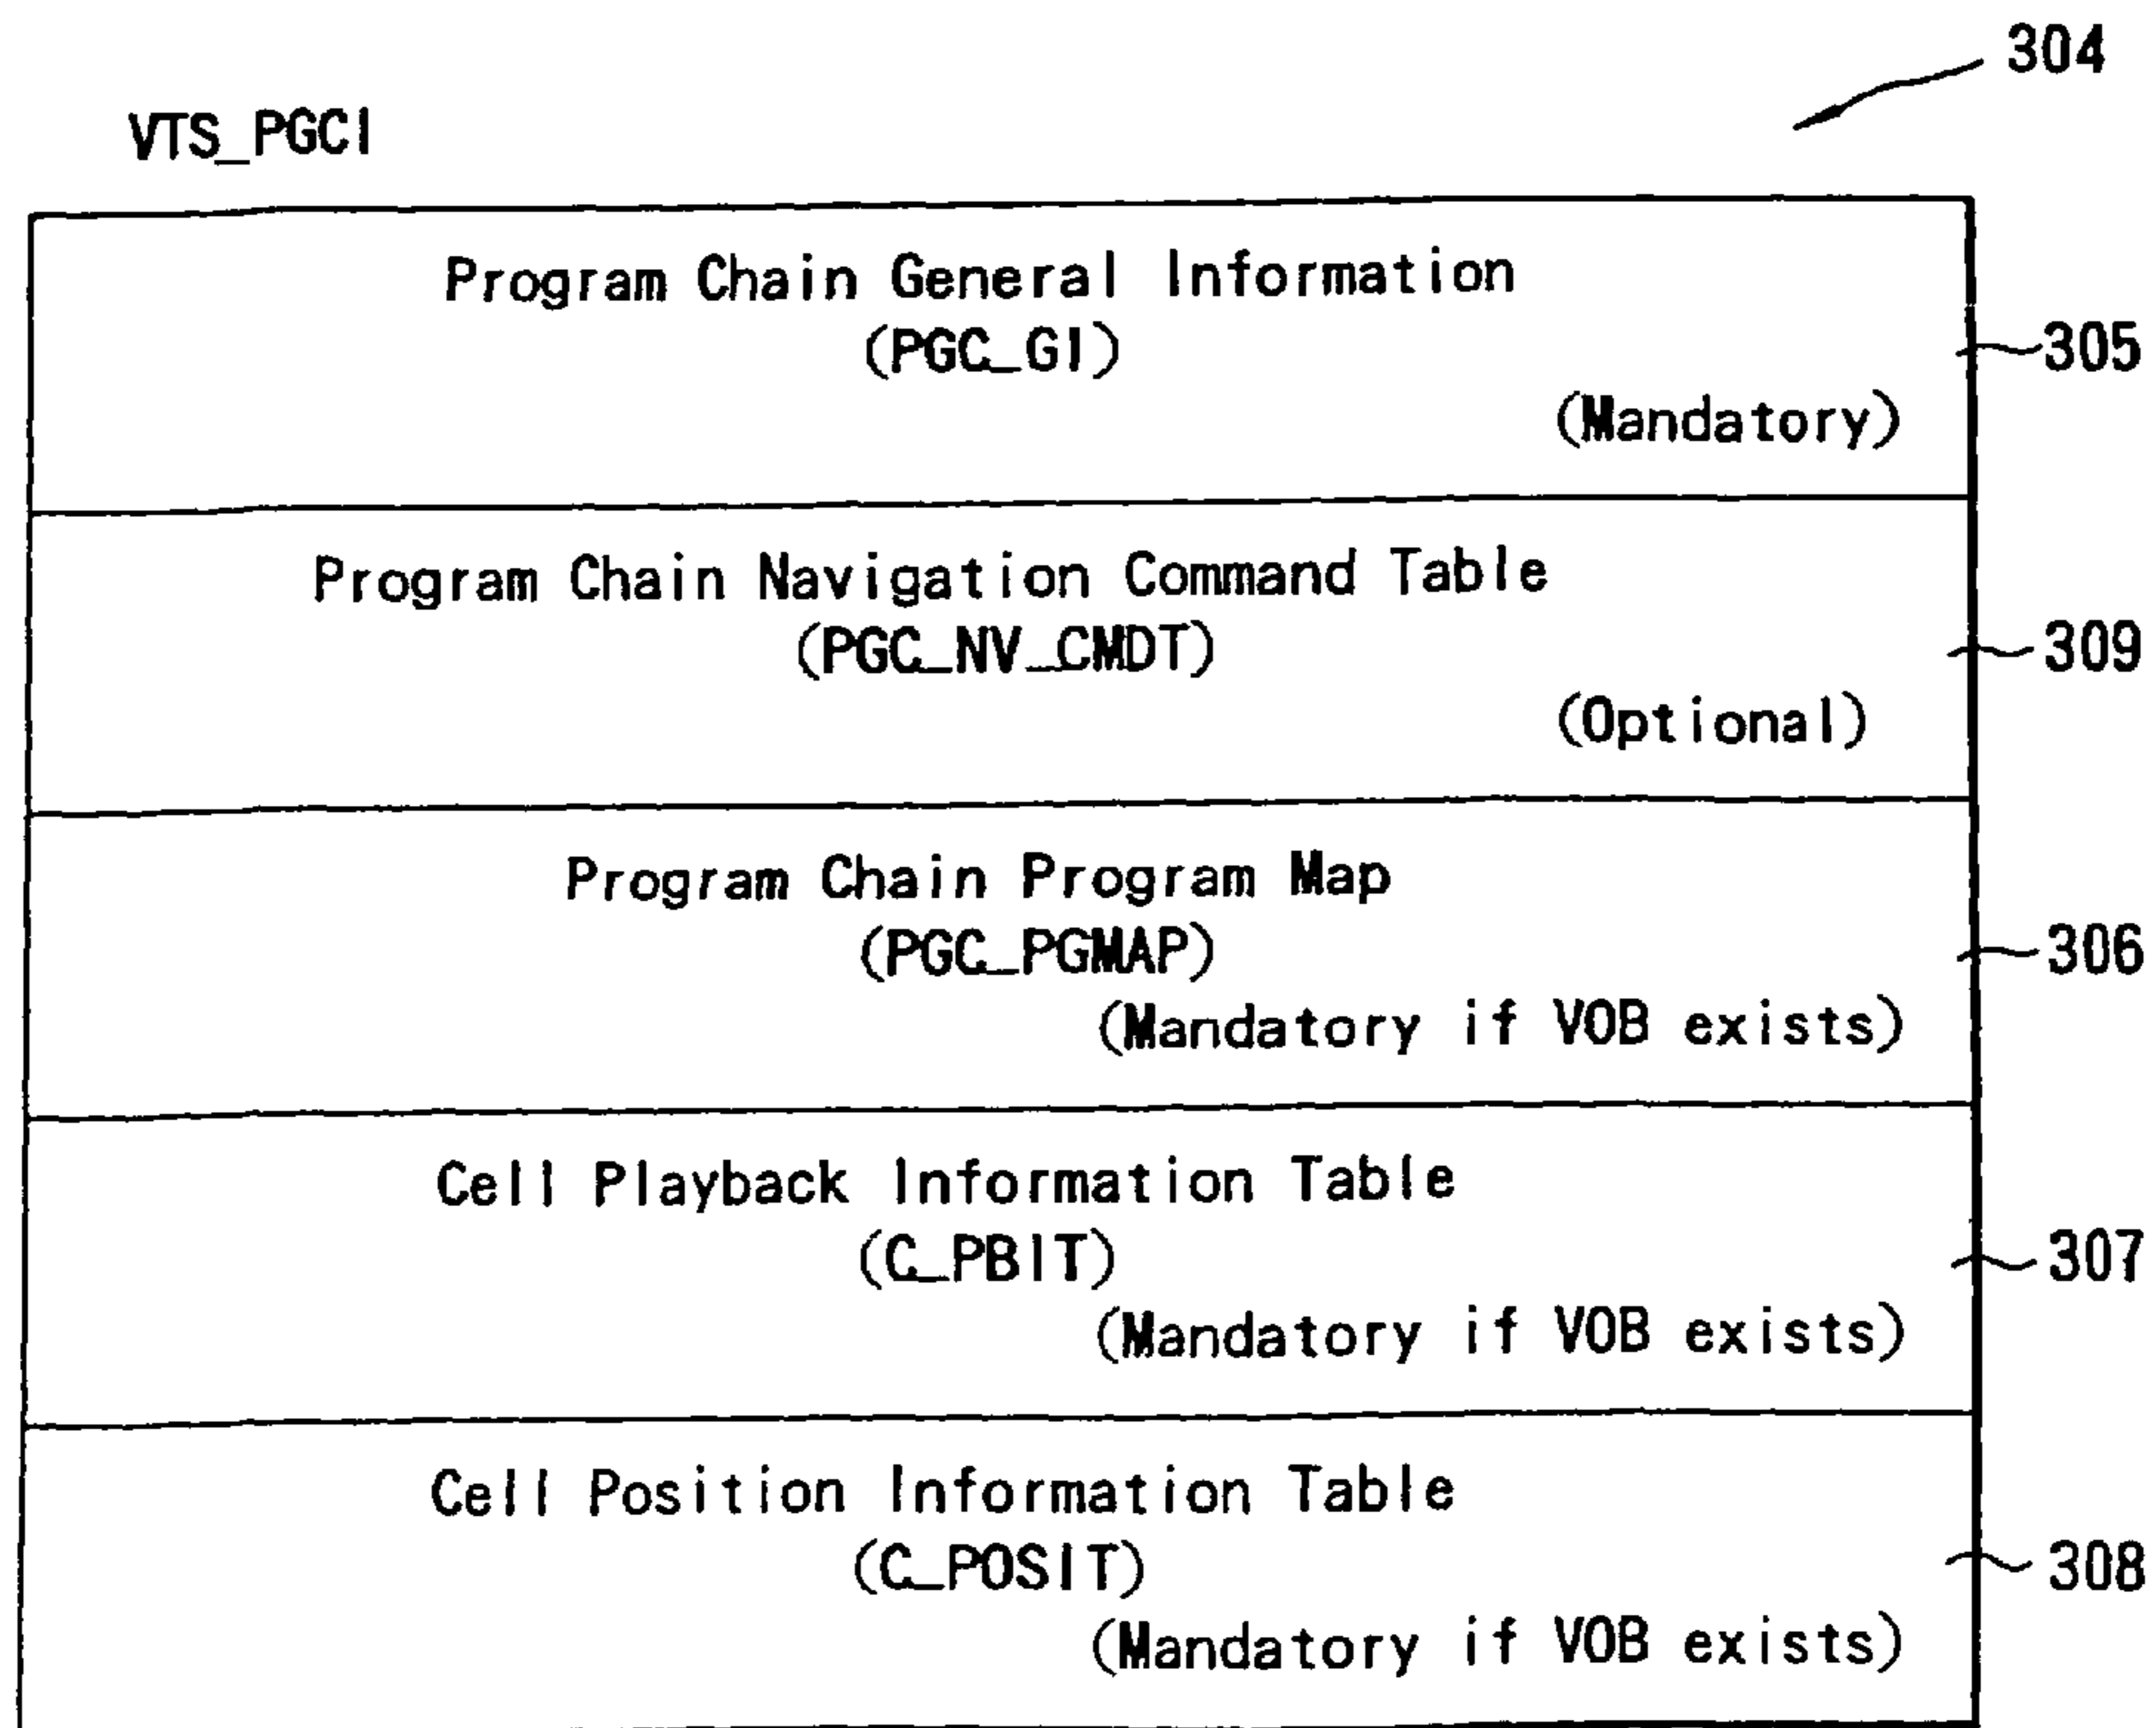 304
VTS_PGCI
Program Chain General Information
(PGC_GI)
305
(Mandatory)
Program Chain Navigation Command Table
(PGC_NV_CMDT)
309
(Optional)
Program Chain Program Map
(PGC_PGMAP)
306
(Mandatory if VOB exists)
Cell Playback Information Table
(C_PBIT)
307
(Mandatory if VOB exists)
Cell Position Information Table
(C_POSIT)
308
(Mandatory if VOB exists)